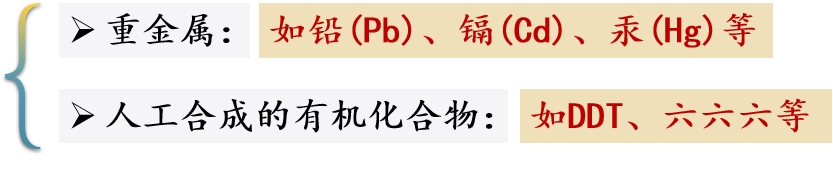 ➢ 重金属： 如铅(Pb)、镉(Cd)、汞(Hg)等
➢ 人工合成的有机化合物： 如DDT、六六六等